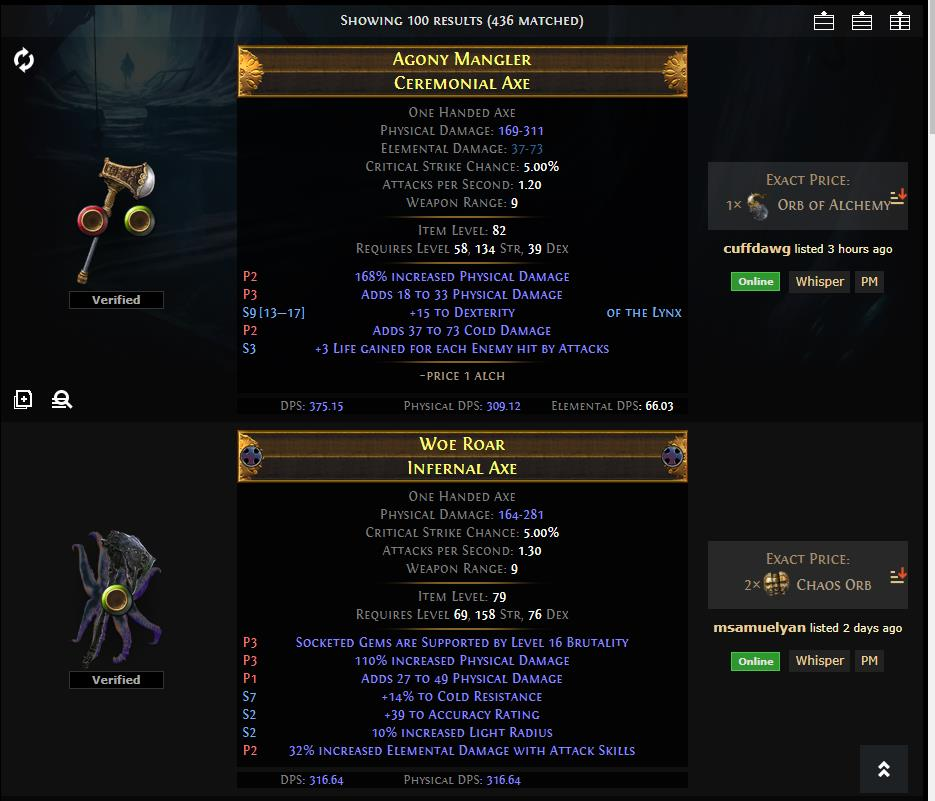 Showing 100 results (436 matched)
Agony Mangler
Ceremonial Axe
One Handed Axe
Physical Damage: 169-311
Elemental Damage: 37-73
Critical Strike Chance: 5.00%
Attacks per Second: 1.20
Weapon Range: 9
Item Level: 82
Requires Level 58, 134 Str, 39 Dex
P2 168% increased Physical Damage
P3 Adds 18 to 33 Physical Damage
S9 [13—17] +15 to Dexterity of the Lynx
P2 Adds 37 to 73 Cold Damage
S3 +3 Life gained for each Enemy hit by Attacks
~price 1 alch
DPS: 375.15 Physical DPS: 309.12 Elemental DPS: 66.03
Verified
Exact Price:
1× Orb of Alchemy
cuffdawg listed 3 hours ago
Online Whisper PM
Woe Roar
Infernal Axe
One Handed Axe
Physical Damage: 164-281
Critical Strike Chance: 5.00%
Attacks per Second: 1.30
Weapon Range: 9
Item Level: 79
Requires Level 69, 158 Str, 76 Dex
P3 Socketed Gems are Supported by Level 16 Brutality
P3 110% increased Physical Damage
P1 Adds 27 to 49 Physical Damage
S7 +14% to Cold Resistance
S2 +39 to Accuracy Rating
S2 10% increased Light Radius
P2 32% increased Elemental Damage with Attack Skills
DPS: 316.64 Physical DPS: 316.64
Verified
Exact Price:
2× Chaos Orb
msamuelyan listed 2 days ago
Online Whisper PM